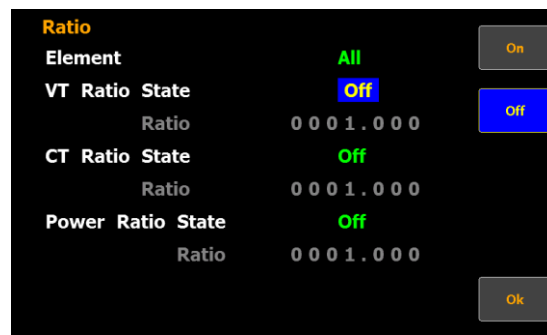 Ratio
Element All
VT Ratio State Off
Ratio 0001.000
CT Ratio State Off
Ratio 0001.000
Power Ratio State Off
Ratio 0001.000
On
Off
Ok